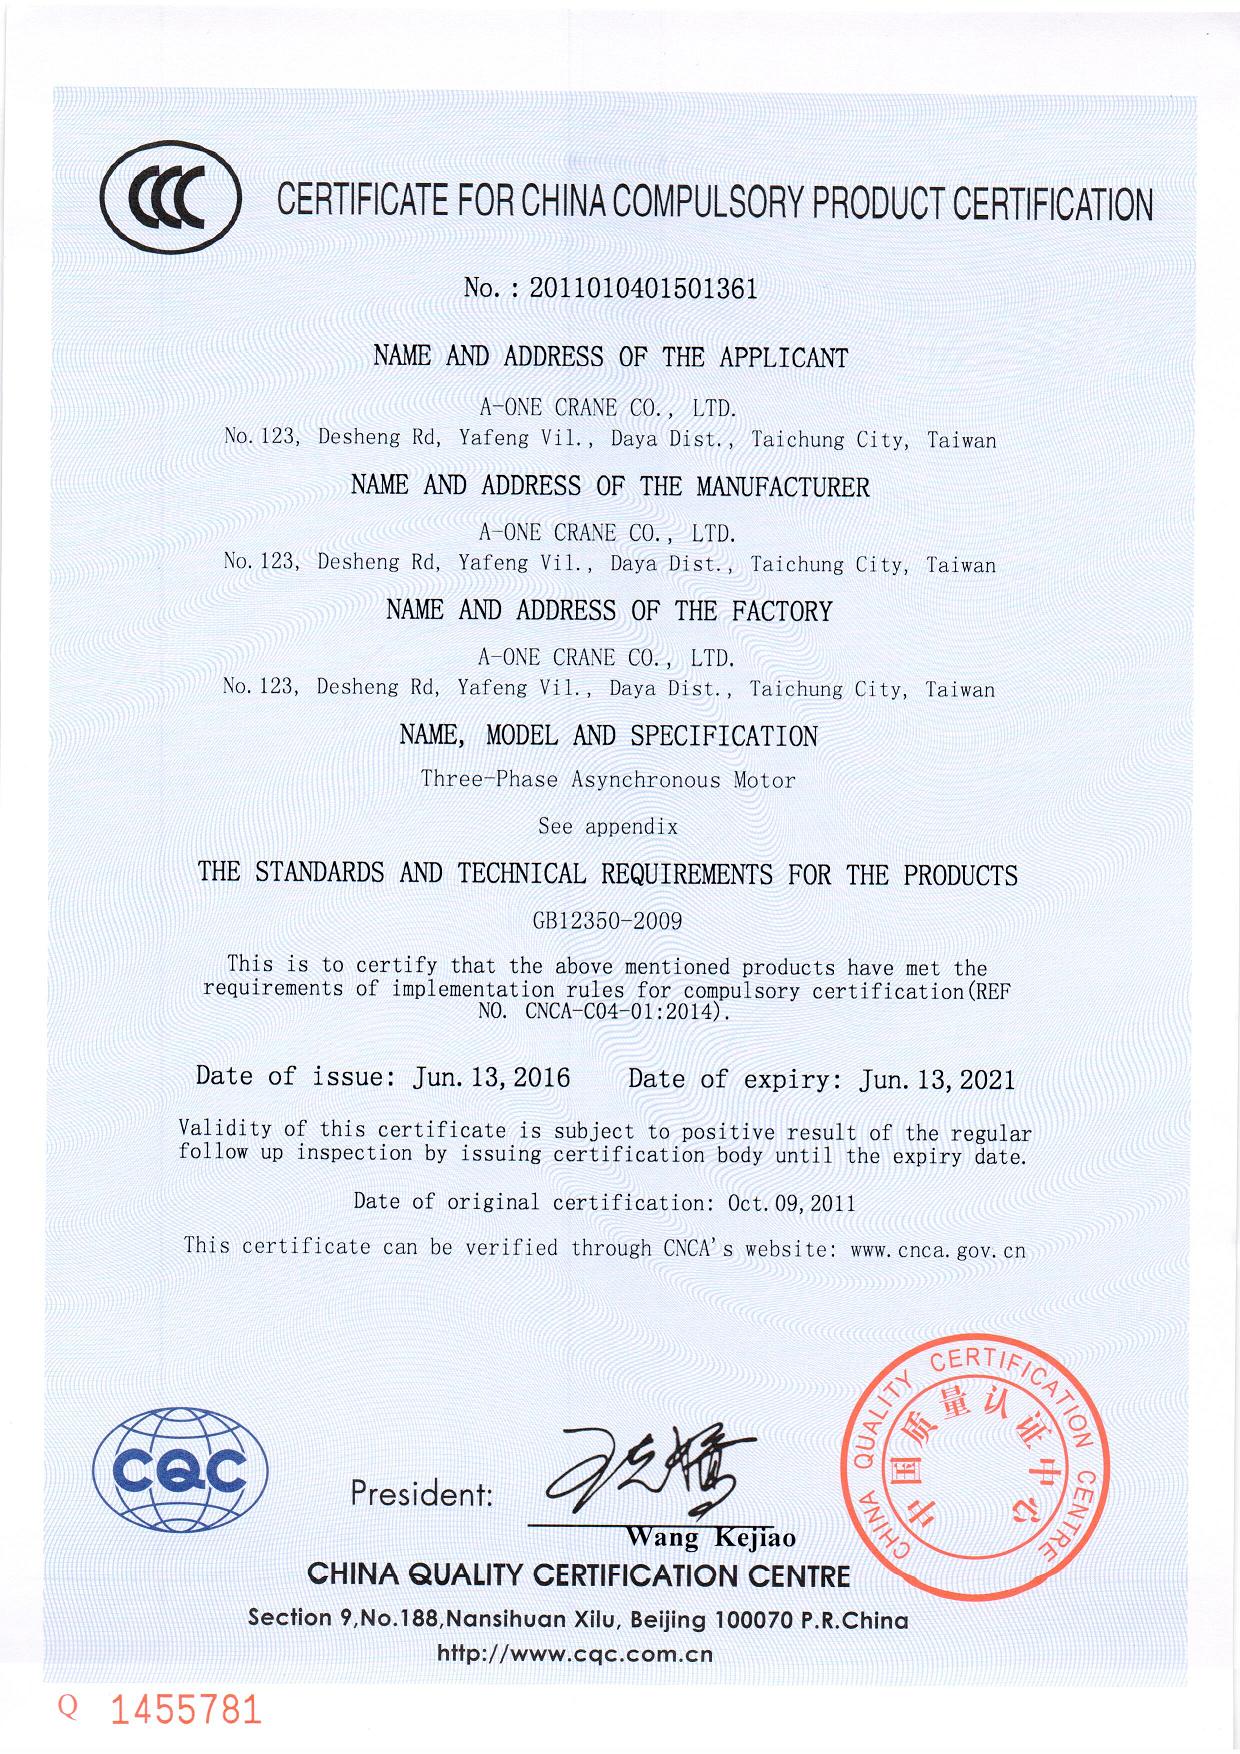 CCC
CERTIFICATE FOR CHINA COMPULSORY PRODUCT CERTIFICATION
No.: 2011010401501361
NAME AND ADDRESS OF THE APPLICANT
A-ONE CRANE CO., LTD.
No.123, Desheng Rd, Yafeng Vil., Daya Dist., Taichung City, Taiwan
NAME AND ADDRESS OF THE MANUFACTURER
A-ONE CRANE CO., LTD.
No.123, Desheng Rd, Yafeng Vil., Daya Dist., Taichung City, Taiwan
NAME AND ADDRESS OF THE FACTORY
A-ONE CRANE CO., LTD.
No.123, Desheng Rd, Yafeng Vil., Daya Dist., Taichung City, Taiwan
NAME, MODEL AND SPECIFICATION
Three-Phase Asynchronous Motor
See appendix
THE STANDARDS AND TECHNICAL REQUIREMENTS FOR THE PRODUCTS
GB12350-2009
This is to certify that the above mentioned products have met the
requirements of implementation rules for compulsory certification(REF
NO. CNCA-C04-01:2014).
Date of issue: Jun.13,2016 Date of expiry: Jun.13,2021
Validity of this certificate is subject to positive result of the regular
follow up inspection by issuing certification body until the expiry date.
Date of original certification: Oct.09,2011
This certificate can be verified through CNCA's website: www.cnca.gov.cn
CQC
President:
王克娇
Wang Kejiao
CHINA QUALITY CERTIFICATION CENTRE
中国质量认证中心
CHINA QUALITY CERTIFICATION CENTRE
Section 9,No.188,Nansihuan Xilu, Beijing 100070 P.R.China
http://www.cqc.com.cn
Q 1455781